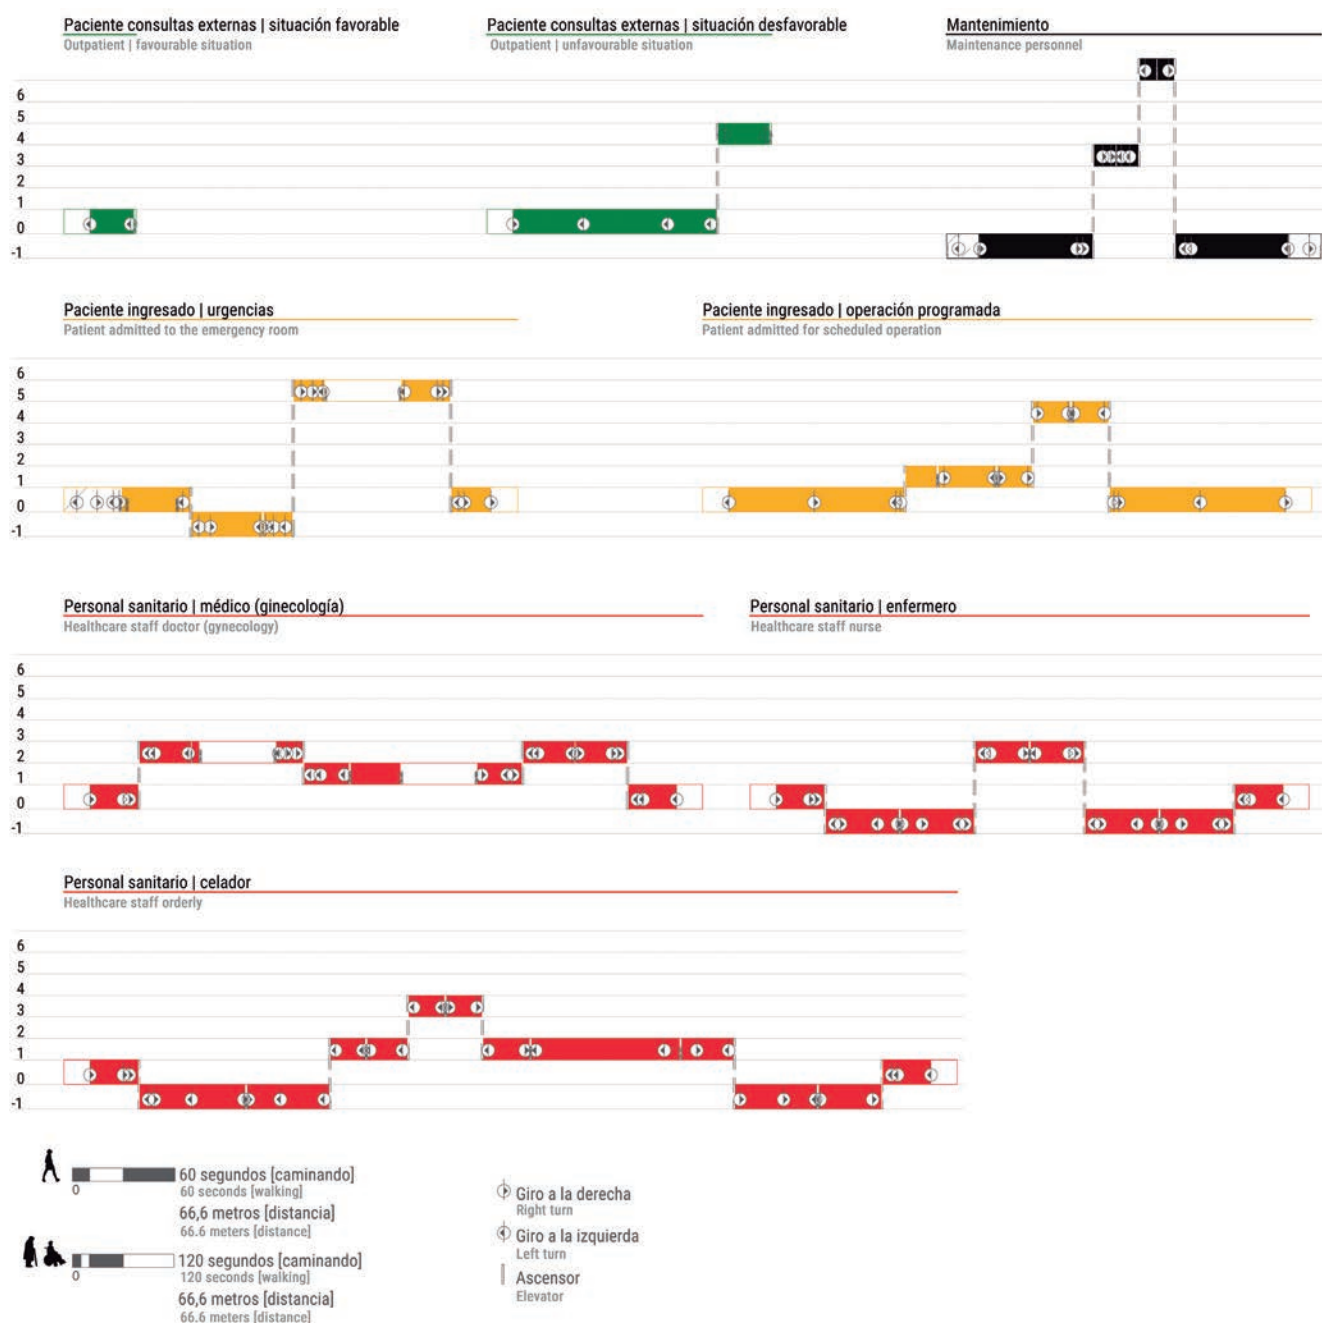 Paciente consultas externas | situación favorable
Outpatient | favourable situation
Paciente consultas externas | situación desfavorable
Outpatient | unfavourable situation
Mantenimiento
Maintenance personnel
6
5
4
3
2
1
0
-1
Paciente ingresado | urgencias
Patient admitted to the emergency room
Paciente ingresado | operación programada
Patient admitted for scheduled operation
6
5
4
3
2
1
0
-1
Personal sanitario | médico (ginecología)
Healthcare staff doctor (gynecology)
Personal sanitario | enfermero
Healthcare staff nurse
6
5
4
3
2
1
0
-1
Personal sanitario | celador
Healthcare staff orderly
6
5
4
3
2
1
0
-1
0
60 segundos [caminando]
60 seconds [walking]
66,6 metros [distancia]
66.6 meters [distance]
0
120 segundos [caminando]
120 seconds [walking]
66,6 metros [distancia]
66.6 meters [distance]
Giro a la derecha
Right turn
Giro a la izquierda
Left turn
Ascensor
Elevator